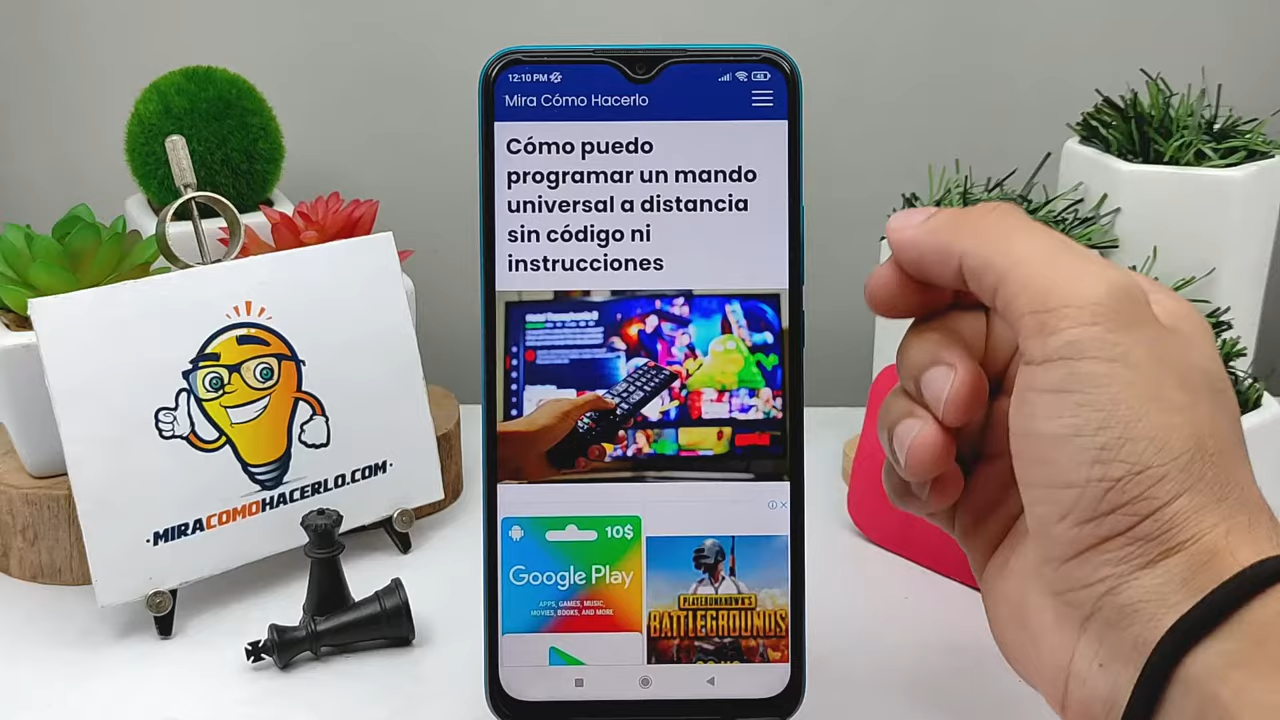 12:10 PM
48
Mira Cómo Hacerlo
Cómo puedo
programar un mando
universal a distancia
sin código ni
instrucciones
10$
Google Play
APPS, GAMES, MUSIC,
MOVIES, BOOKS, AND MORE
PLAYERUNKNOWN'S
BATTLEGROUNDS
·MIRACOMOHACERLO.COM·